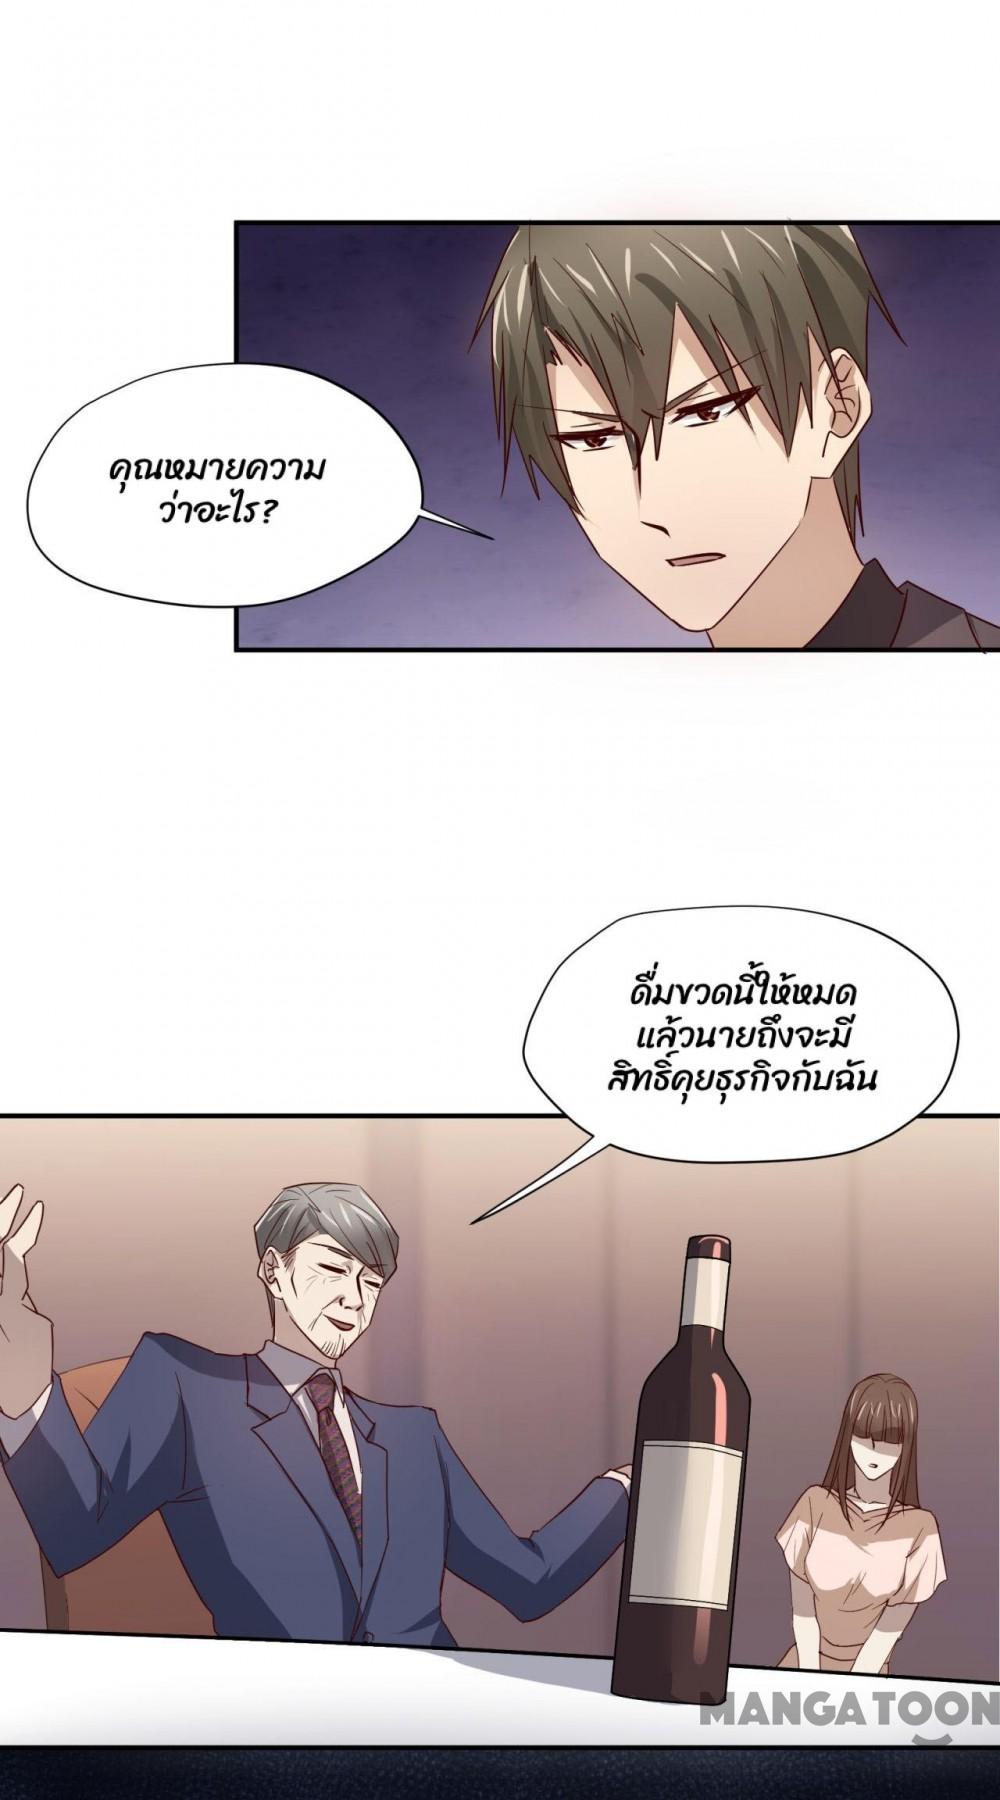 คุณหมายความ
ว่าอะไร?
ดื่มขวดนี้ให้หมด
แล้วนายถึงจะมี
สิทธิ์คุยธุรกิจกับฉัน
MANGATOON